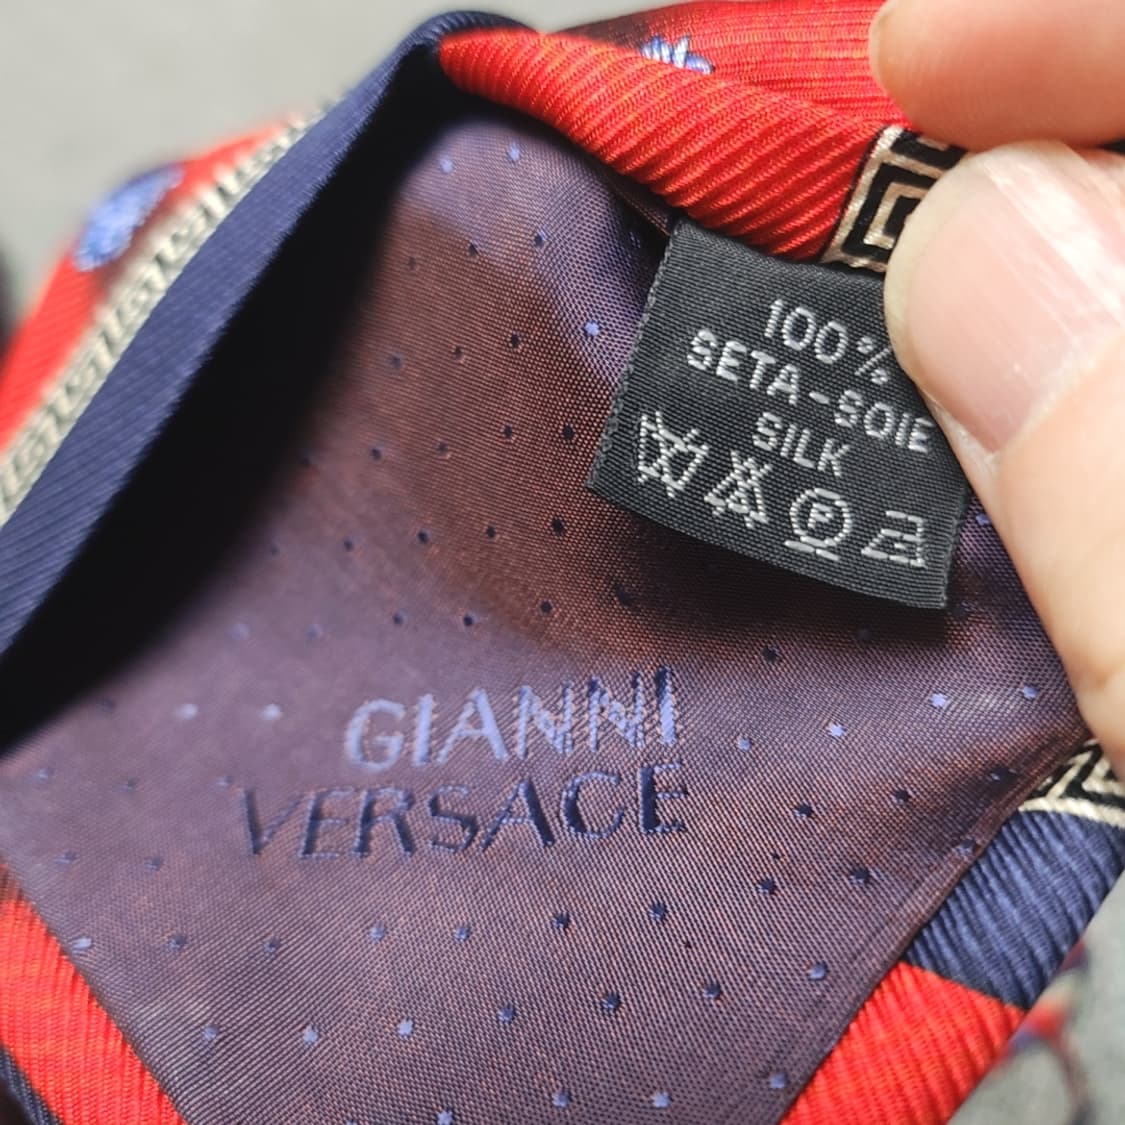 100%
SETA-SOIE
SILK
P
GIANNI
VERSACE